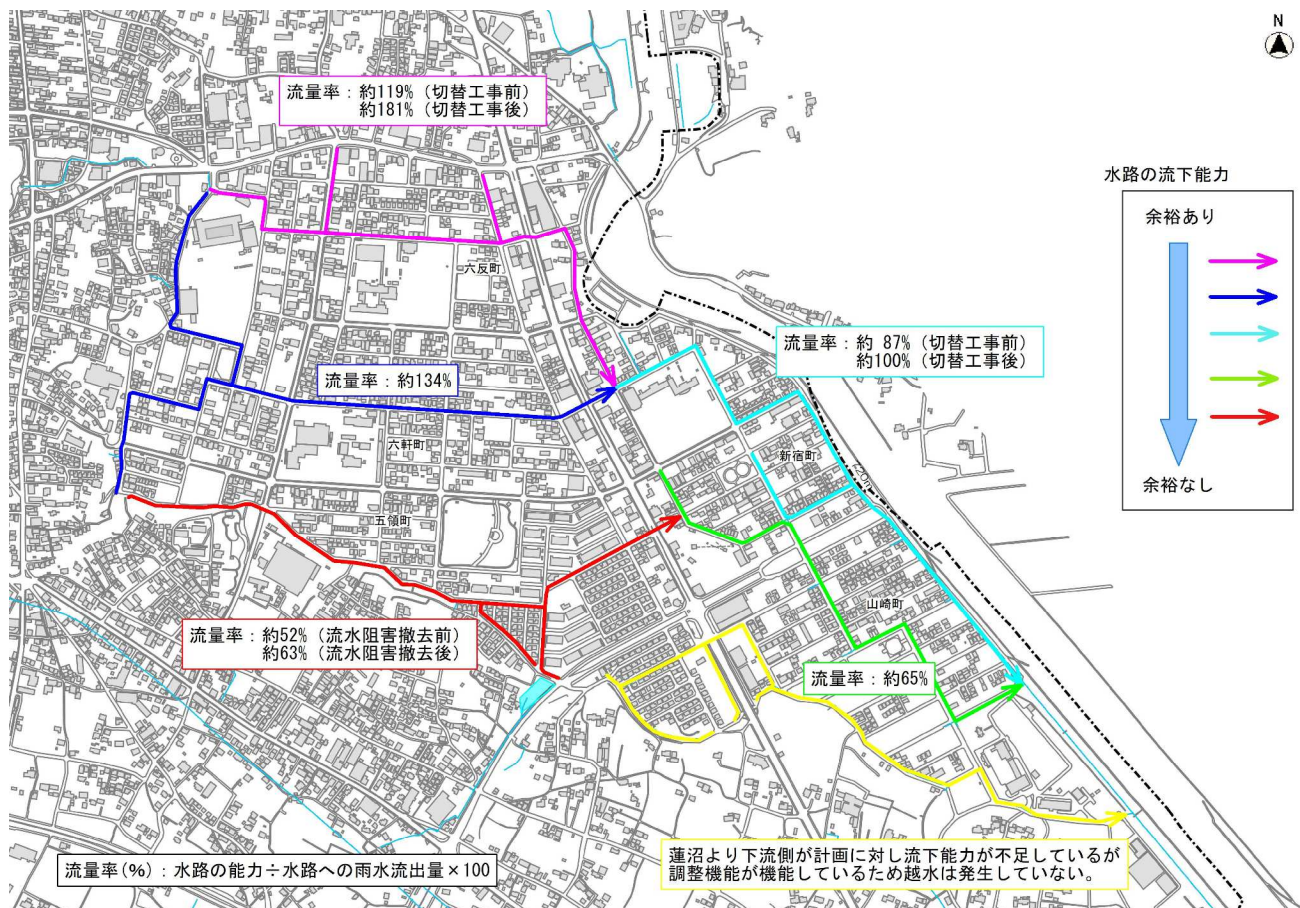 N
流量率：約119%（切替工事前）
約181%（切替工事後）
水路の流下能力
余裕あり
余裕なし
六反町
流量率：約 87%（切替工事前）
約100%（切替工事後）
流量率：約134%
六軒町
新宿町
120m
五領町
山崎町
流量率：約52%（流水阻害撤去前）
約63%（流水阻害撤去後）
流量率：約65%
蓮沼より下流側が計画に対し流下能力が不足しているが
調整機能が機能しているため越水は発生していない。
流量率(%)：水路の能力÷水路への雨水流出量×100